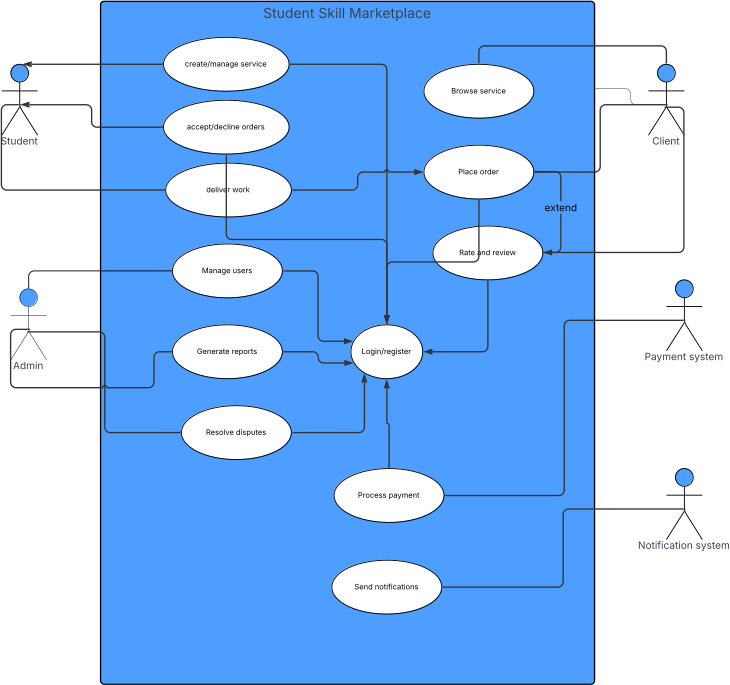 Student Skill Marketplace
create/manage service
Browse service
accept/decline orders
Student
Client
Place order
deliver work
extend
Rate and review
Manage users
Login/register
Generate reports
Payment system
Admin
Resolve disputes
Process payment
Notification system
Send notifications